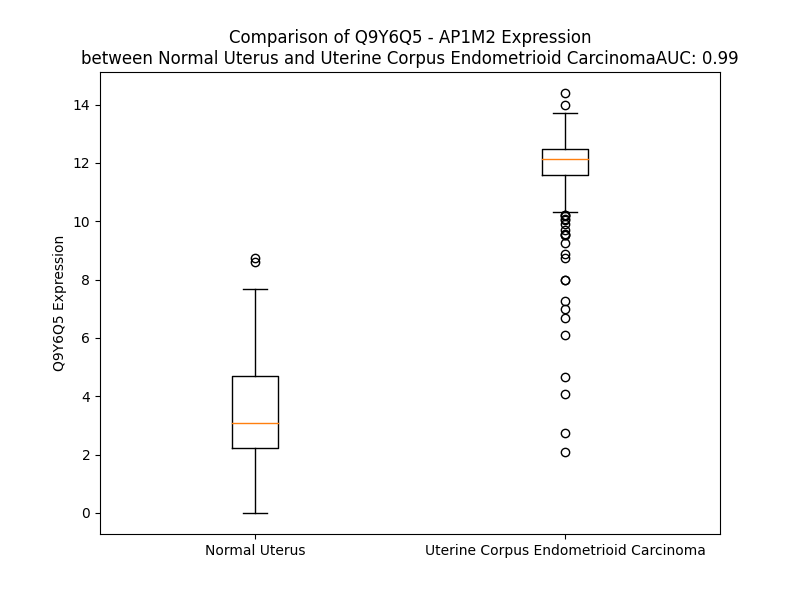 Comparison of Q9Y6Q5 - AP1M2 Expression
between Normal Uterus and Uterine Corpus Endometrioid CarcinomaAUC: 0.99
14
12
10
8
6
4
2
0
Q9Y6Q5 Expression
Normal Uterus
Uterine Corpus Endometrioid Carcinoma